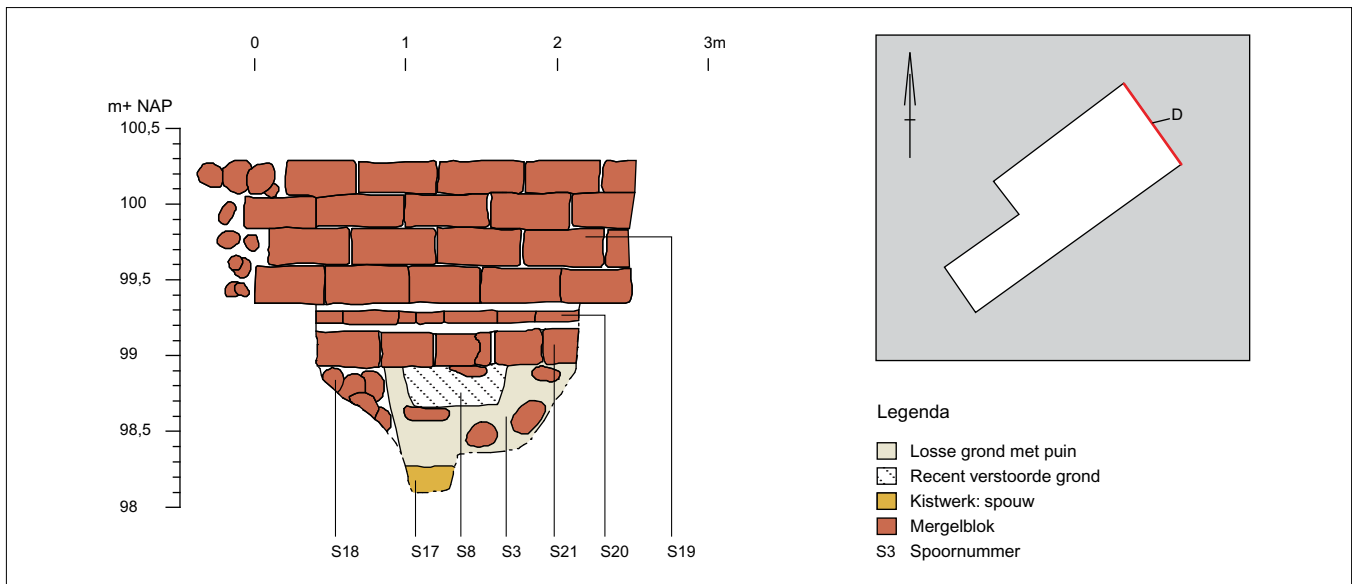 0 1 2 3m
m+ NAP
100,5
100
99,5
99
98,5
98
S18 S17 S8 S3 S21 S20 S19
D
Legenda
Losse grond met puin
Recent verstoorde grond
Kistwerk: spouw
Mergelblok
S3 Spoornummer